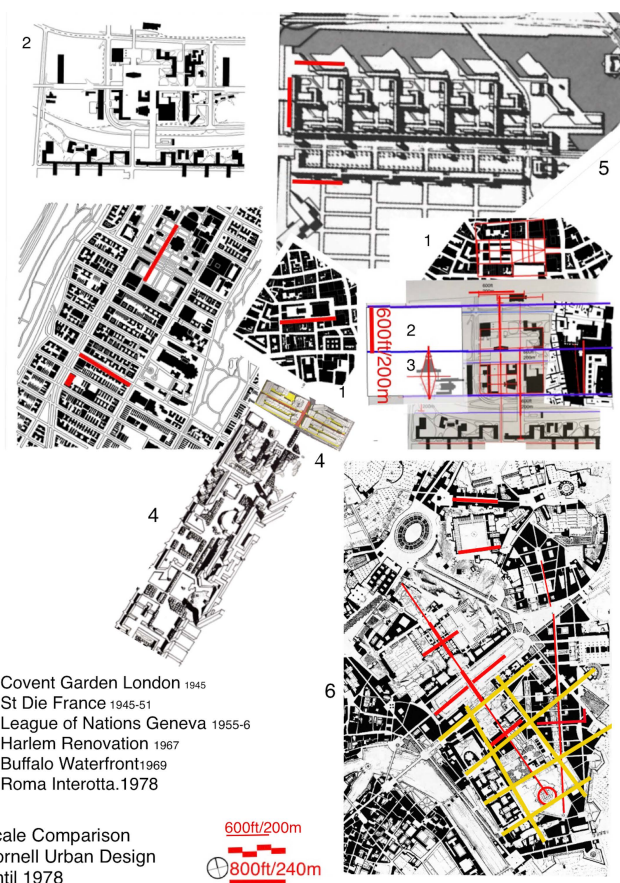 2
5
1
600ft/200m
2
3
1
4
4
6
Covent Garden London 1945
St Die France 1945-51
League of Nations Geneva 1955-6
Harlem Renovation 1967
Buffalo Waterfront1969
Roma Interotta.1978
cale Comparison
ornell Urban Design
ntil 1978
600ft/200m
800ft/240m